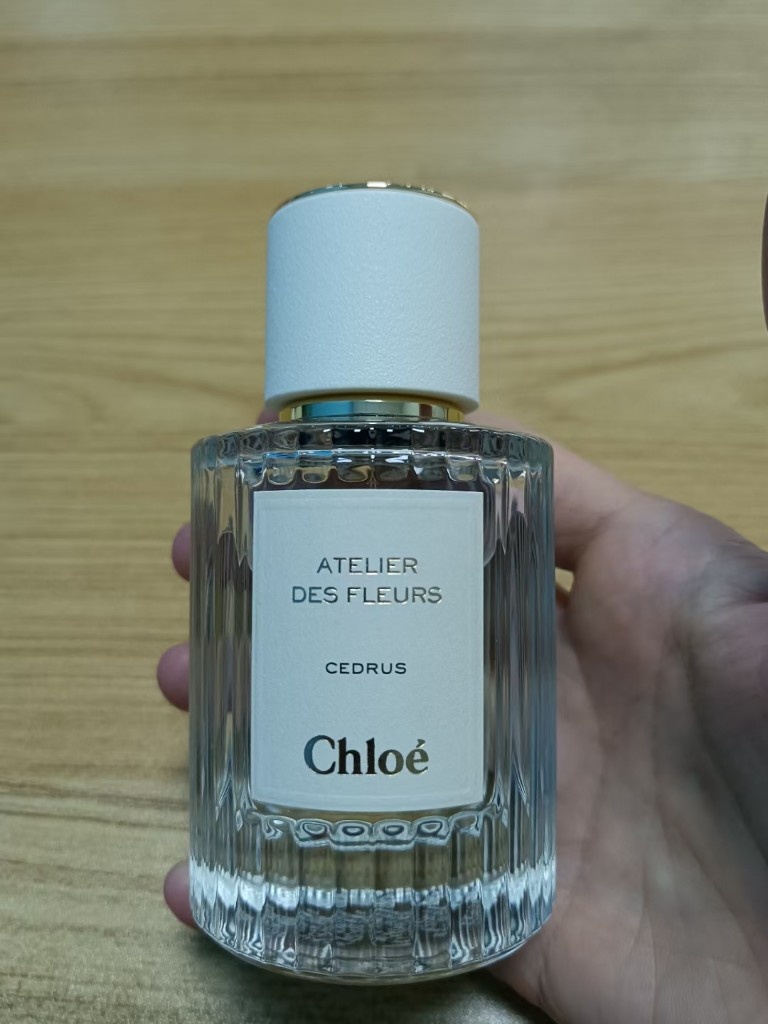 ATELIER
DES FLEURS
CEDRUS
Chloé